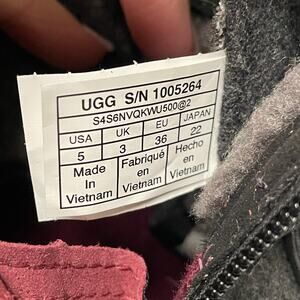 UGG S/N 1005264
S4S6NVQKWU500@2
USA UK EU JAPAN
5 3 36 22
Made In Vietnam
Fabriqué en Vietnam
Hecho en Vietnam